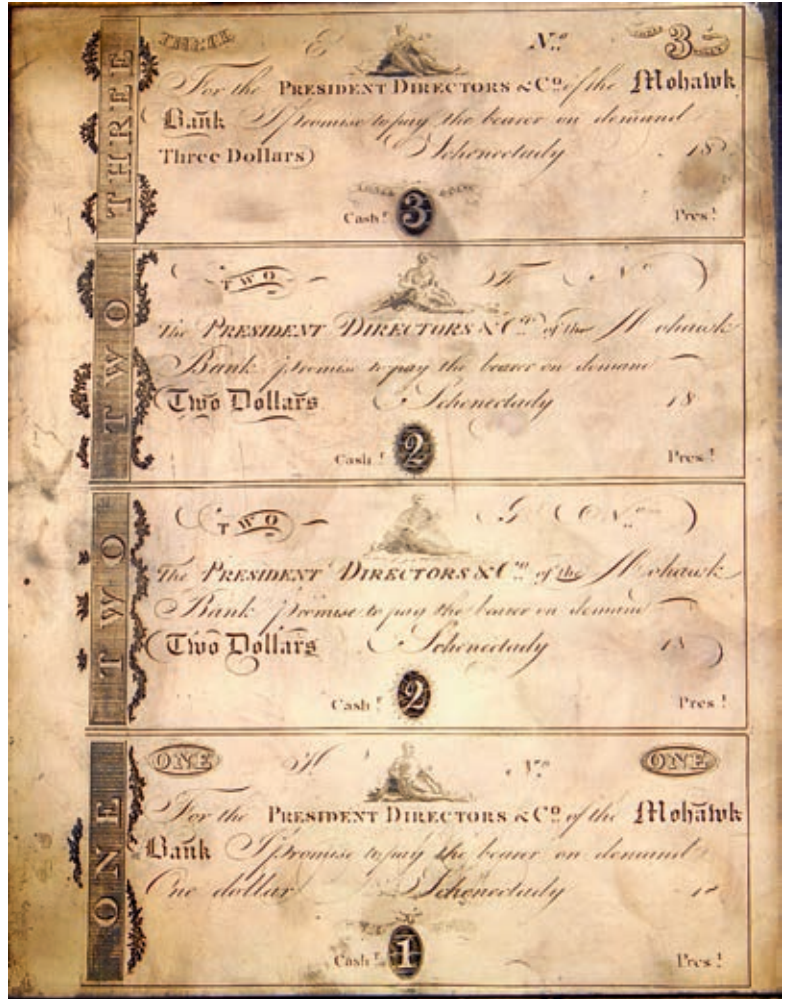 THREE
THREE E No. 3
For the PRESIDENT DIRECTORS & Co. of the Mohawk
Bank I promise to pay the bearer on demand
Three Dollars) Schenectady 18
3
Cash.r Pres.t
TWO
TWO F No
The PRESIDENT DIRECTORS & Co. of the Mohawk
Bank promise to pay the bearer on demand
Two Dollars Schenectady 18
2
Cash.r Pres.t
TWO
TWO G No
The PRESIDENT DIRECTORS & Co. of the Mohawk
Bank promise to pay the bearer on demand
Two Dollars Schenectady 18
2
Cash.r Pres.t
ONE
ONE H No. ONE
For the PRESIDENT DIRECTORS & Co. of the Mohawk
Bank I promise to pay the bearer on demand
One dollar Schenectady
1
Cash.r Pres.t